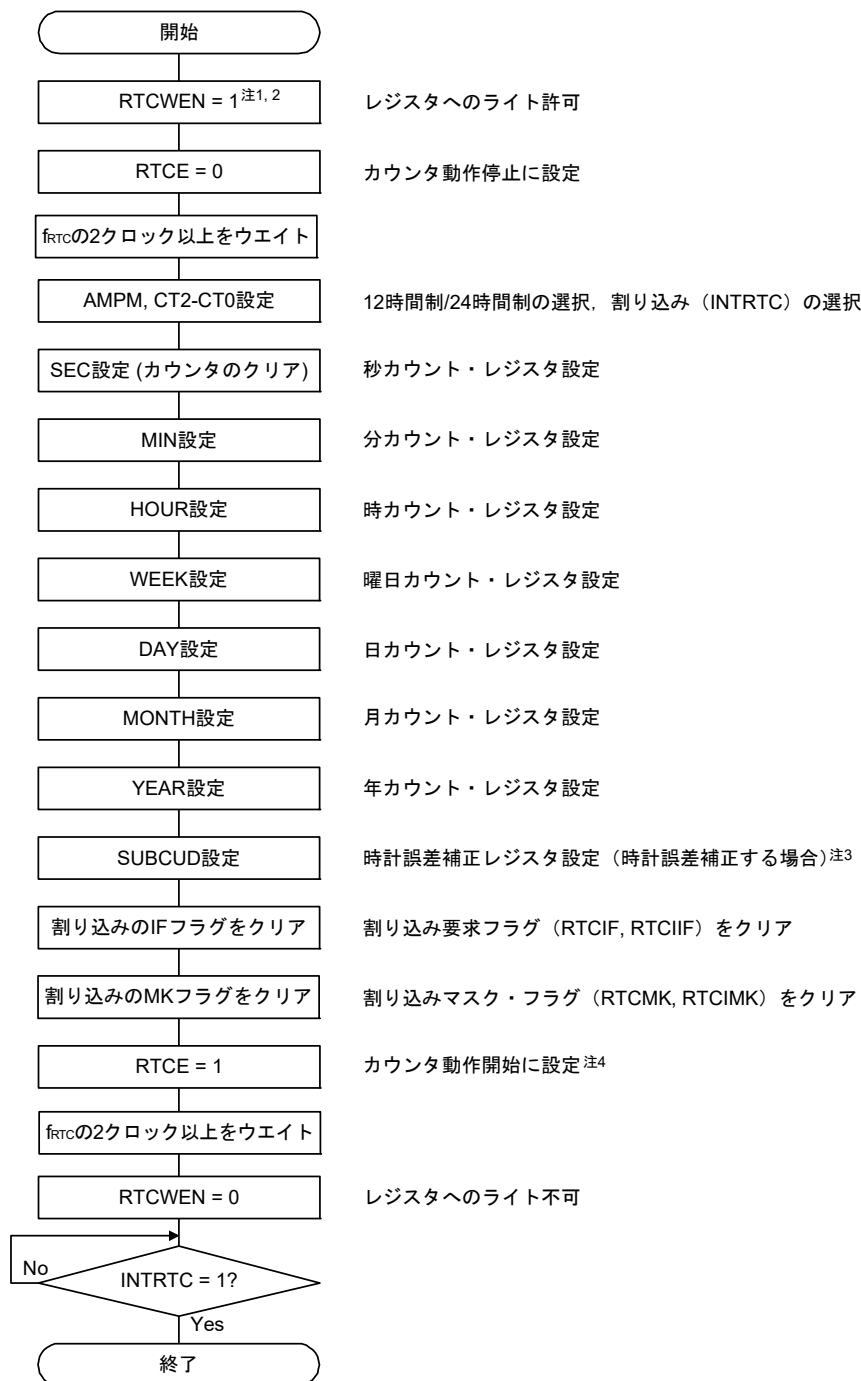 開始
RTCWEN = 1注1, 2 レジスタへのライト許可
RTCE = 0 カウンタ動作停止に設定
fRTCの2クロック以上をウエイト
AMPM, CT2-CT0設定 12時間制/24時間制の選択，割り込み（INTRTC）の選択
SEC設定 (カウンタのクリア) 秒カウント・レジスタ設定
MIN設定 分カウント・レジスタ設定
HOUR設定 時カウント・レジスタ設定
WEEK設定 曜日カウント・レジスタ設定
DAY設定 日カウント・レジスタ設定
MONTH設定 月カウント・レジスタ設定
YEAR設定 年カウント・レジスタ設定
SUBCUD設定 時計誤差補正レジスタ設定（時計誤差補正する場合）注3
割り込みのIFフラグをクリア 割り込み要求フラグ（RTCIF, RTCIIF）をクリア
割り込みのMKフラグをクリア 割り込みマスク・フラグ（RTCMK, RTCIMK）をクリア
RTCE = 1 カウンタ動作開始に設定注4
fRTCの2クロック以上をウエイト
RTCWEN = 0 レジスタへのライト不可
No
INTRTC = 1?
Yes
終了